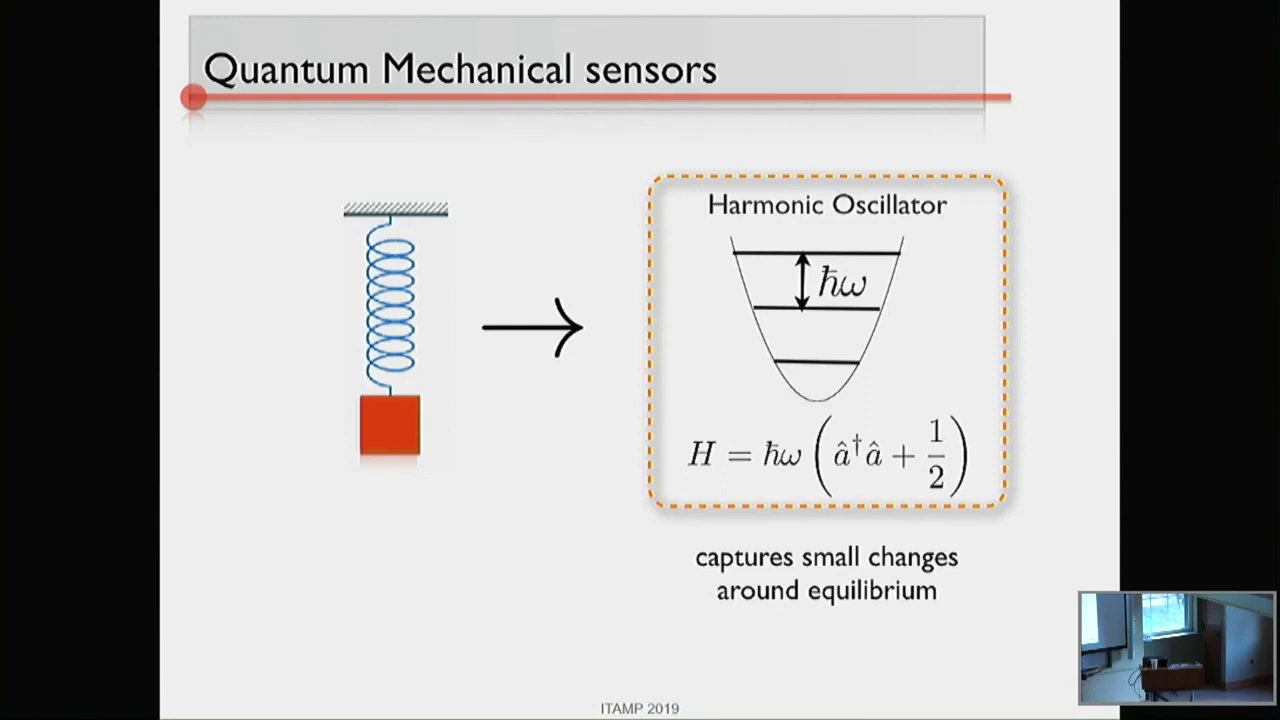 Quantum Mechanical sensors
Harmonic Oscillator
ħω
H = ħω (â†â + 1/2)
captures small changes
around equilibrium
ITAMP 2019